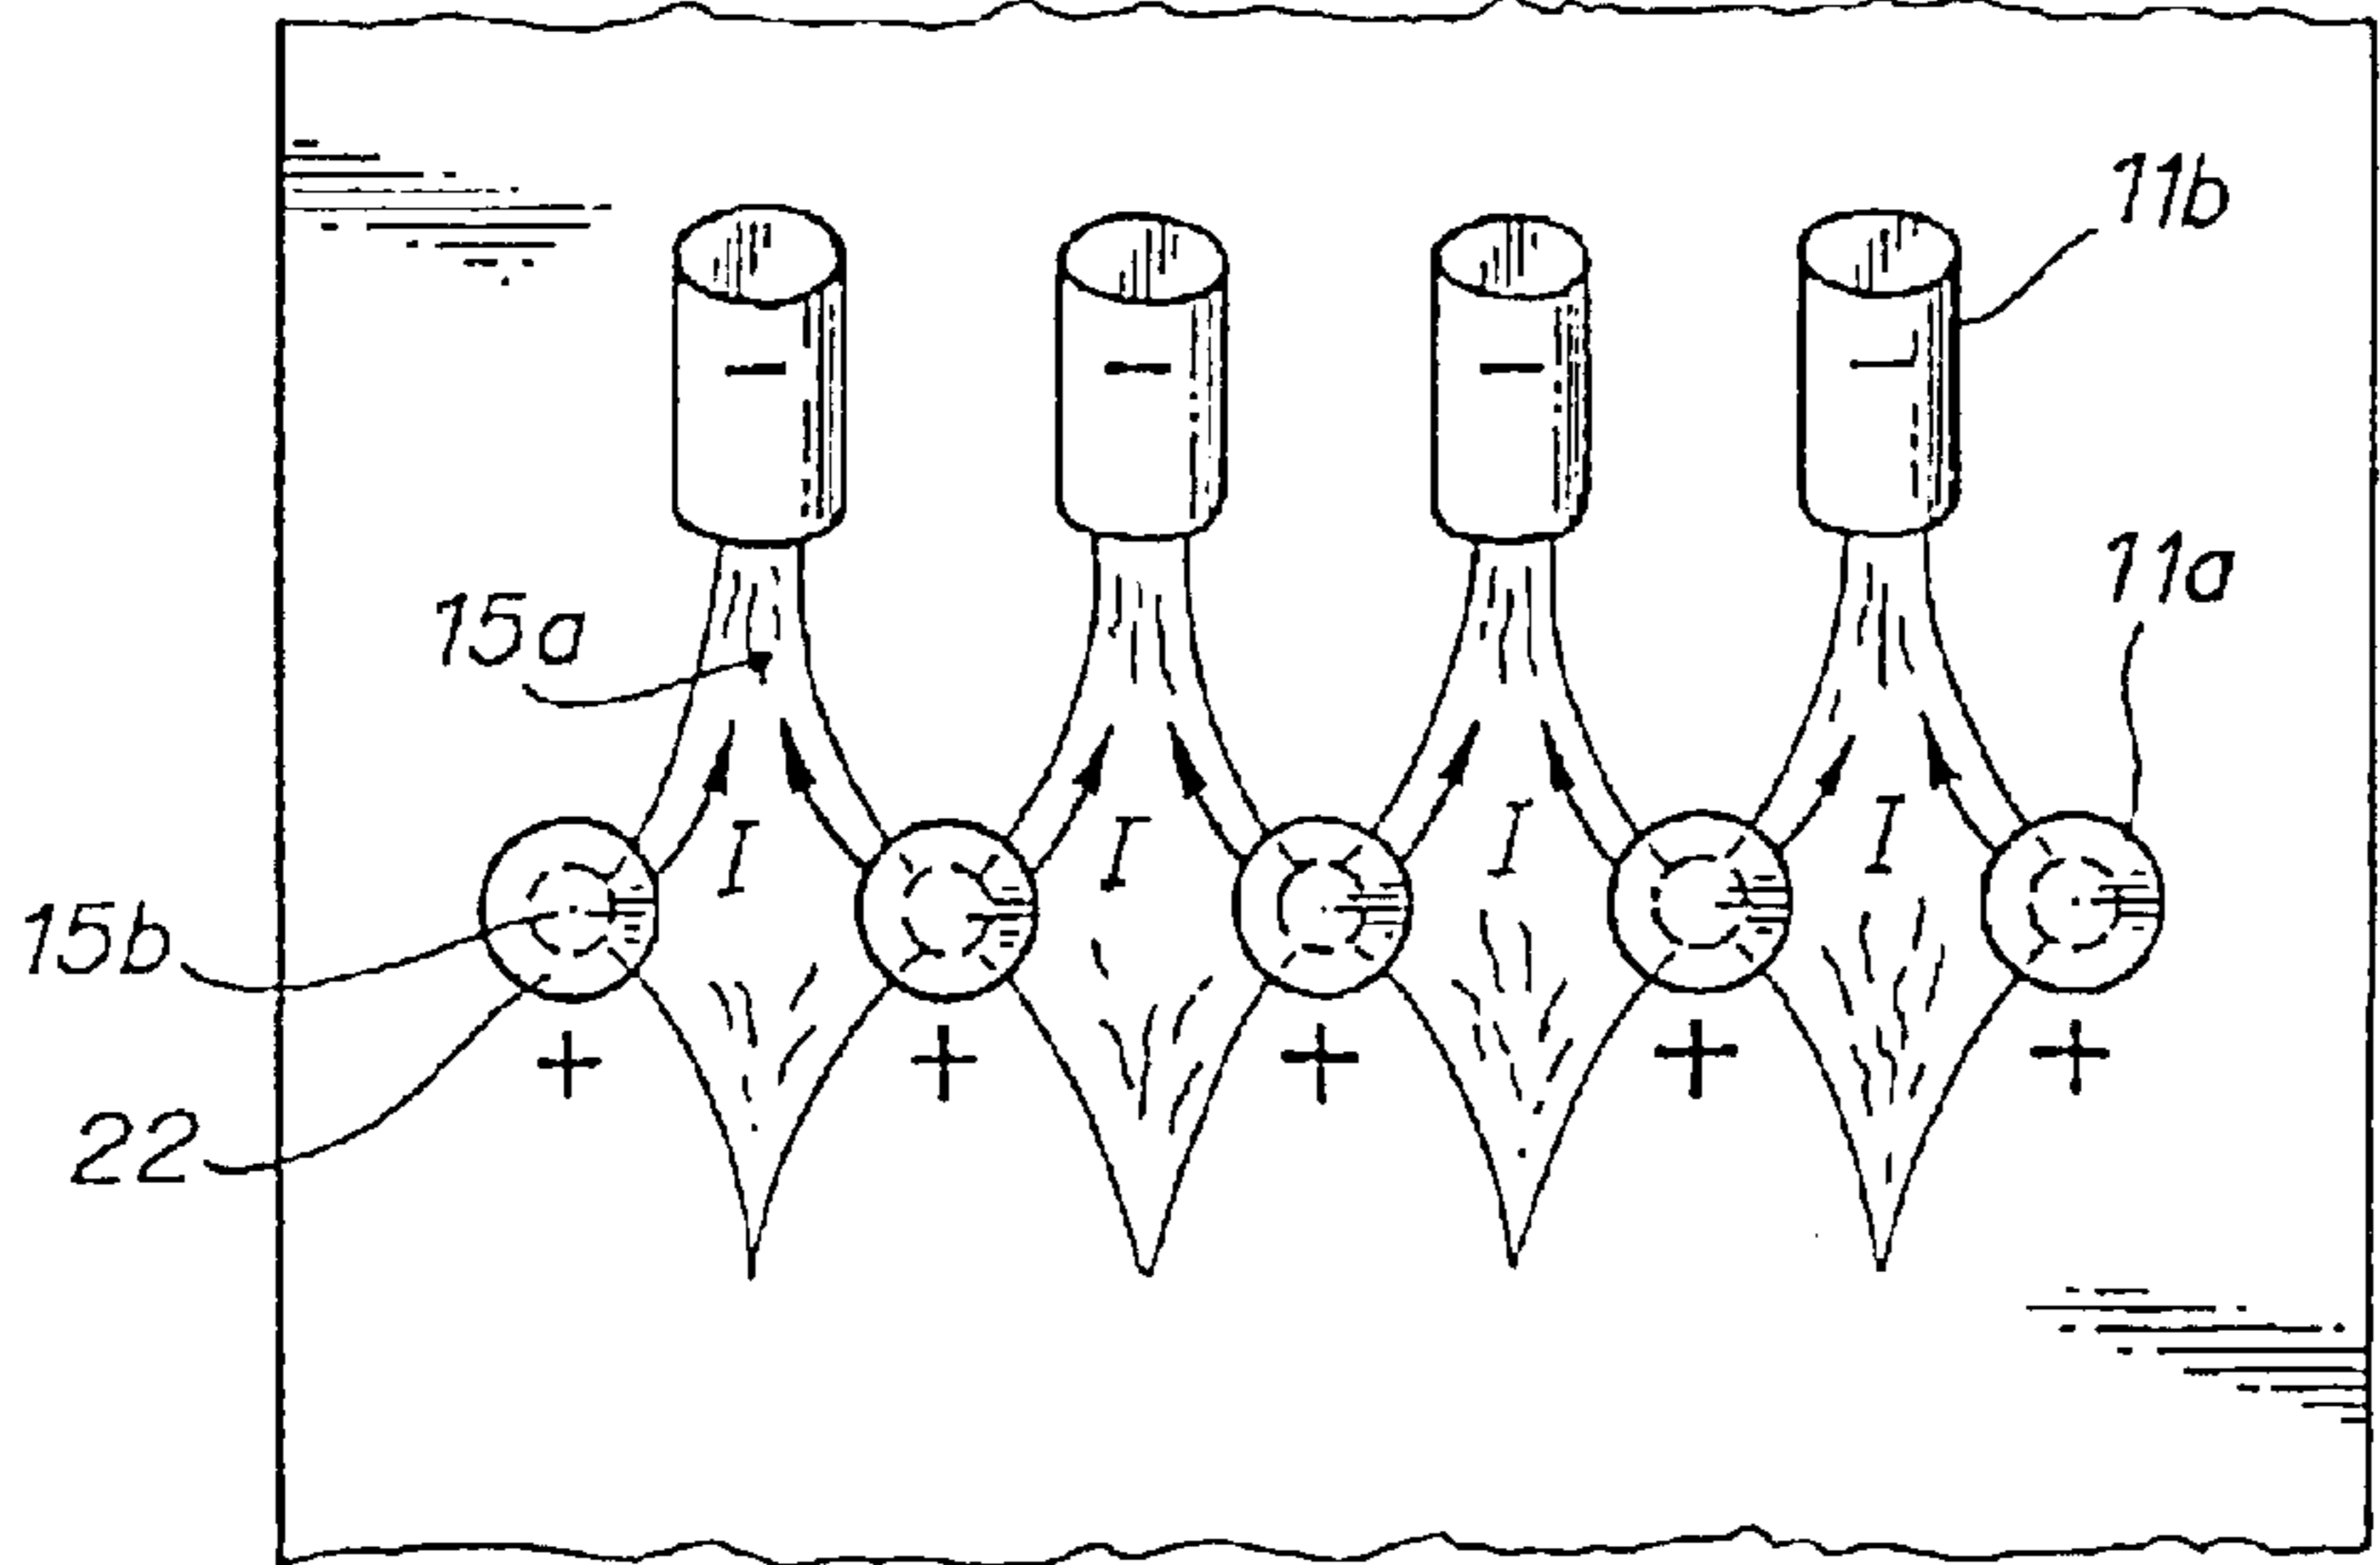 11b
− − − −
11a
15a
I I I I
15b
+ + + + +
22